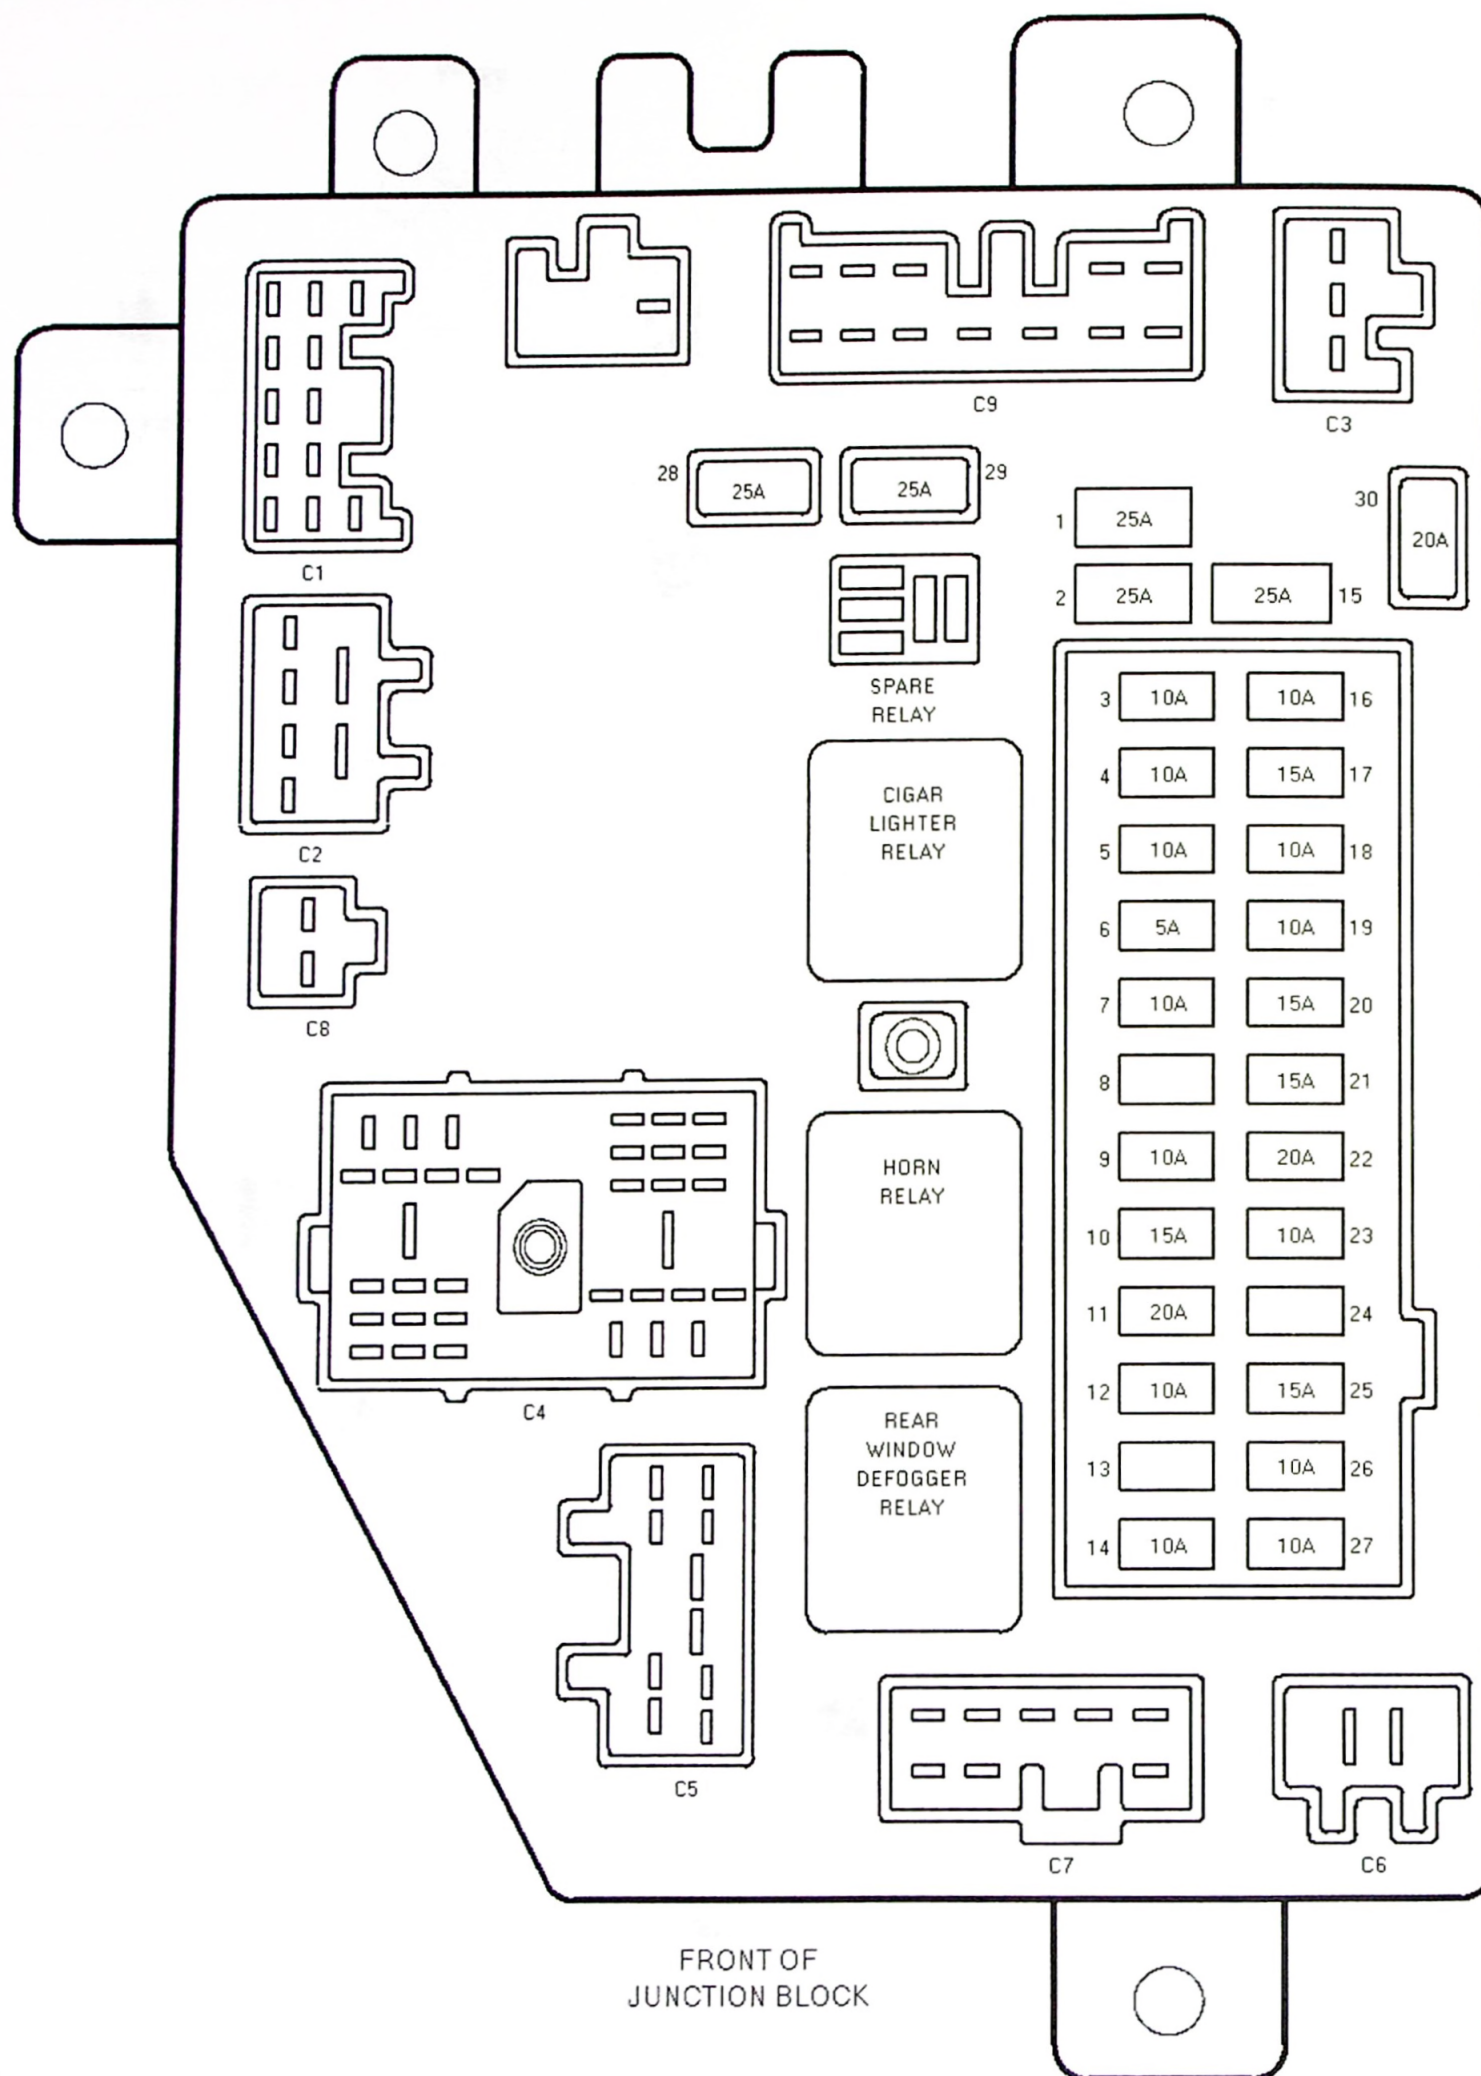 C9
C3
C1
28
25A
25A
29
1
25A
30
20A
2
25A
25A
15
SPARE
RELAY
C2
CIGAR
LIGHTER
RELAY
C8
3
10A
10A
16
4
10A
15A
17
5
10A
10A
18
6
5A
10A
19
7
10A
15A
20
8
15A
21
9
10A
20A
22
10
15A
10A
23
11
20A
24
12
10A
15A
25
13
10A
26
14
10A
10A
27
HORN
RELAY
C4
REAR
WINDOW
DEFOGGER
RELAY
C5
C7
C6
FRONT OF
JUNCTION BLOCK